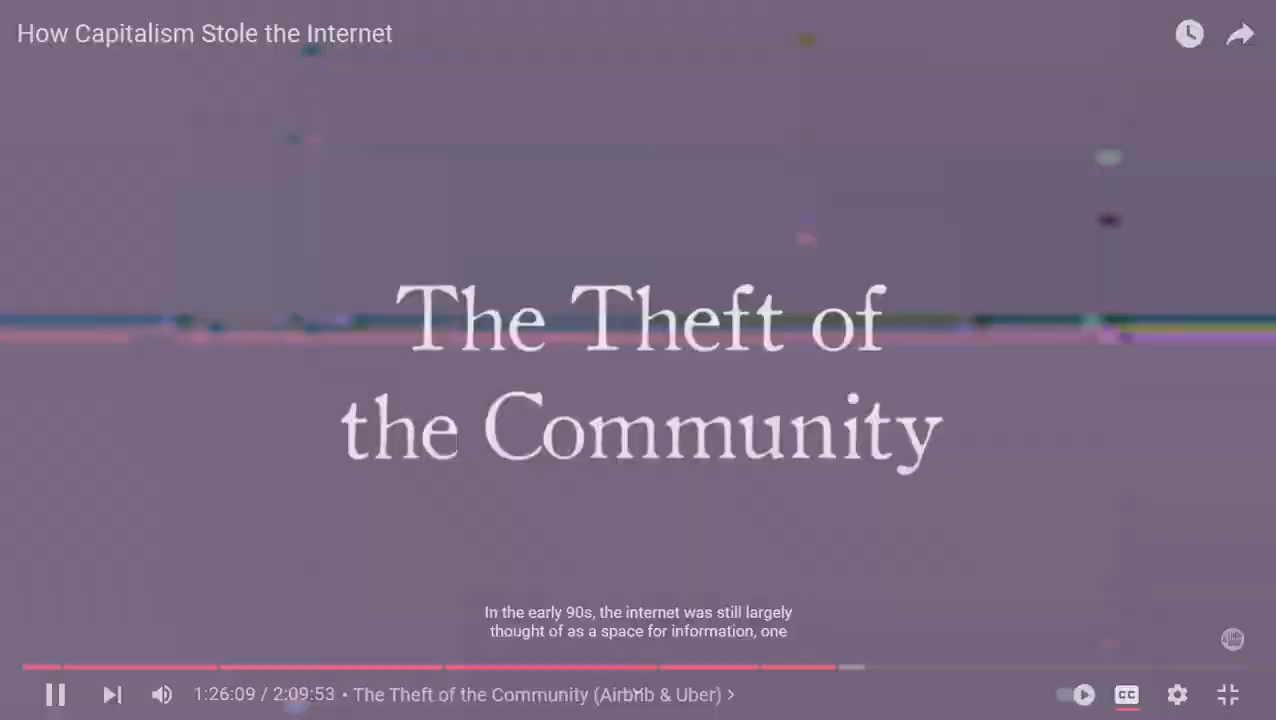 How Capitalism Stole the Internet
The Theft of
the Community
In the early 90s, the internet was still largely
thought of as a space for information, one
1:26:09 / 2:09:53 • The Theft of the Community (Airbnb & Uber) >
CC